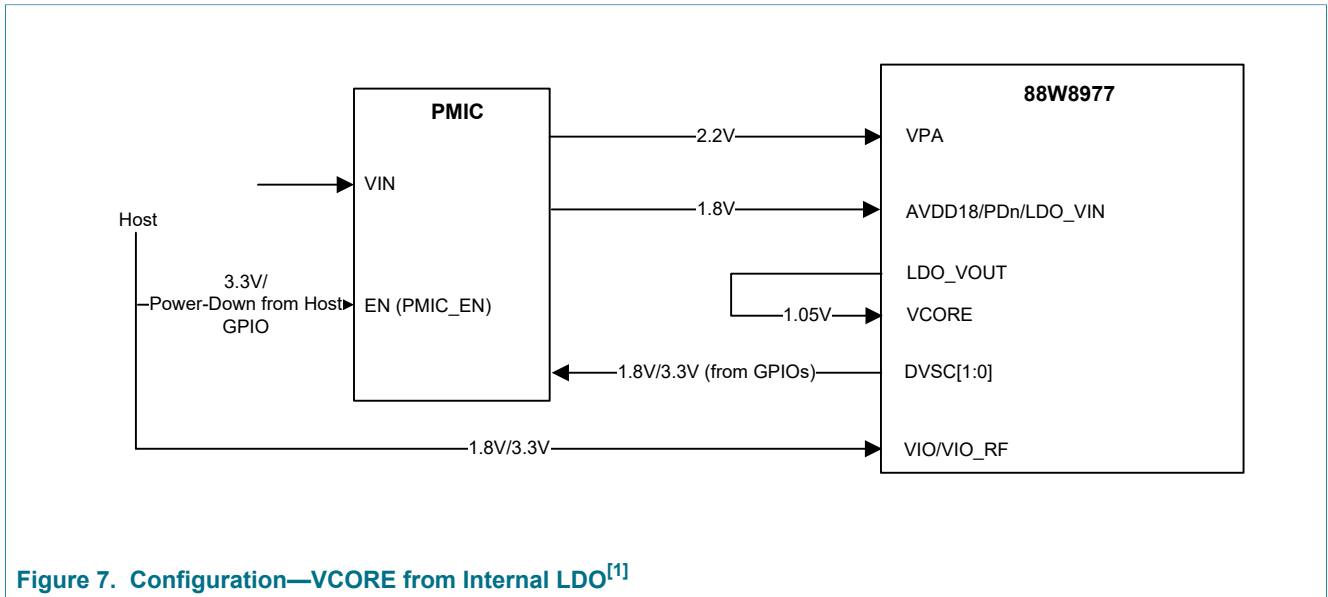 PMIC
88W8977
2.2V
VPA
VIN
1.8V
AVDD18/PDn/LDO_VIN
Host
LDO_VOUT
3.3V/
Power-Down from Host
GPIO
EN (PMIC_EN)
1.05V
VCORE
1.8V/3.3V (from GPIOs)
DVSC[1:0]
1.8V/3.3V
VIO/VIO_RF
Figure 7. Configuration—VCORE from Internal LDO[1]